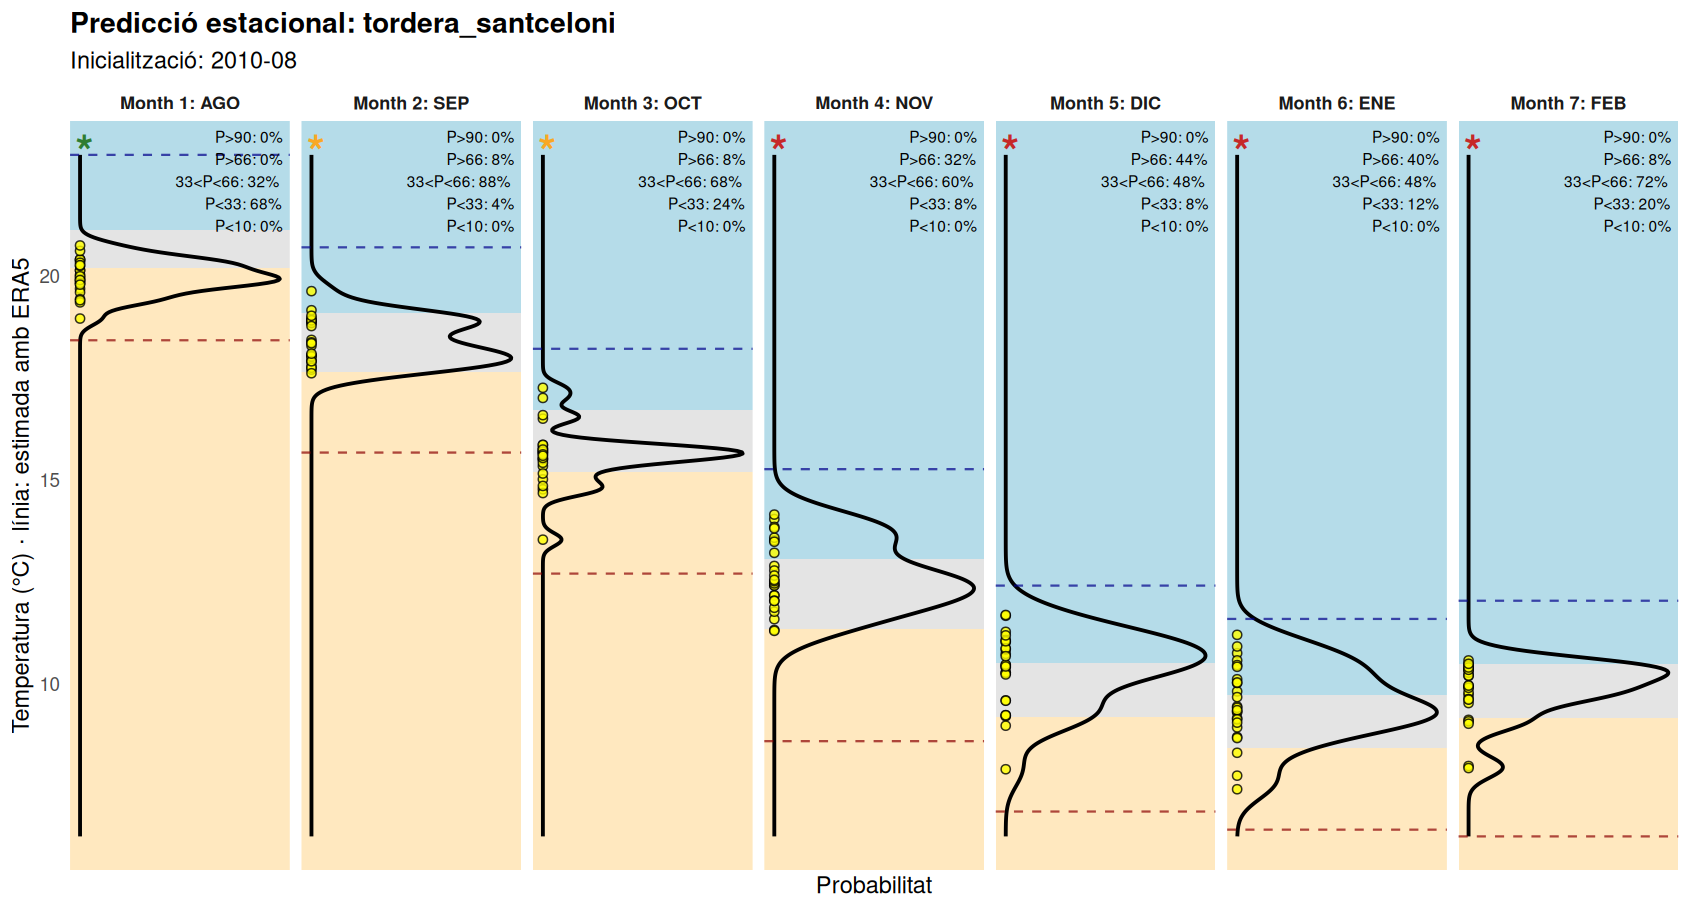 Predicció estacional: tordera_santceloni
Inicialització: 2010-08
Month 1: AGO
Month 2: SEP
Month 3: OCT
Month 4: NOV
Month 5: DIC
Month 6: ENE
Month 7: FEB
P>90: 0%
P>66: 0%
33<P<66: 32%
P<33: 68%
P<10: 0%
P>90: 0%
P>66: 8%
33<P<66: 88%
P<33: 4%
P<10: 0%
P>90: 0%
P>66: 8%
33<P<66: 68%
P<33: 24%
P<10: 0%
P>90: 0%
P>66: 32%
33<P<66: 60%
P<33: 8%
P<10: 0%
P>90: 0%
P>66: 44%
33<P<66: 48%
P<33: 8%
P<10: 0%
P>90: 0%
P>66: 40%
33<P<66: 48%
P<33: 12%
P<10: 0%
P>90: 0%
P>66: 8%
33<P<66: 72%
P<33: 20%
P<10: 0%
Temperatura (°C) · línia: estimada amb ERA5
20
15
10
Probabilitat